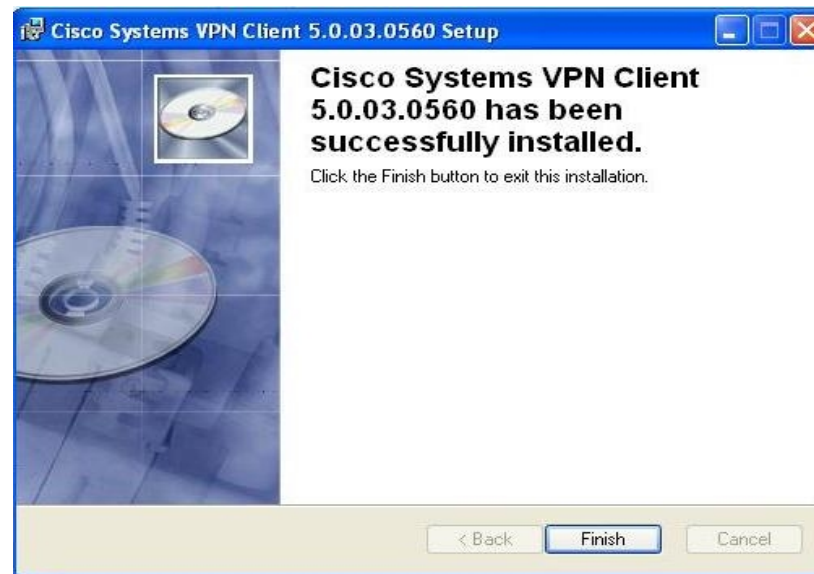 Cisco Systems VPN Client 5.0.03.0560 Setup
Cisco Systems VPN Client
5.0.03.0560 has been
successfully installed.
Click the Finish button to exit this installation.
< Back
Finish
Cancel